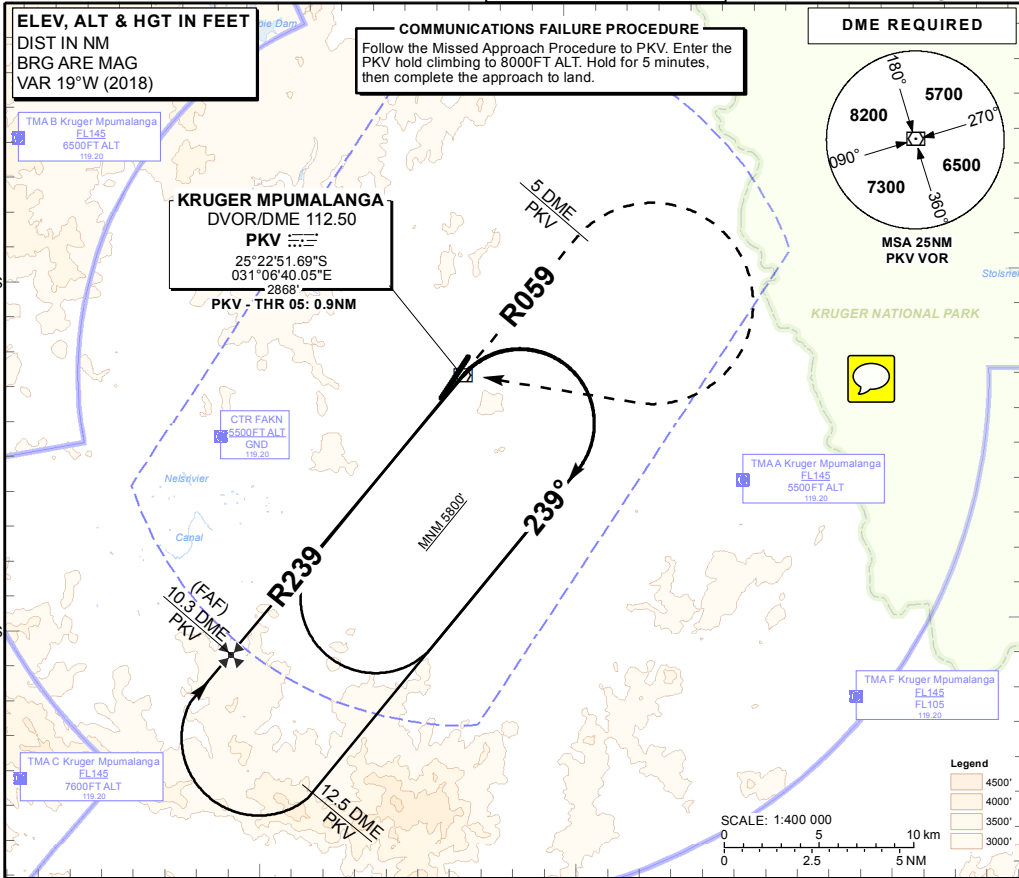 ELEV, ALT & HGT IN FEET
DIST IN NM
BRG ARE MAG
VAR 19°W (2018)
COMMUNICATIONS FAILURE PROCEDURE
Follow the Missed Approach Procedure to PKV. Enter the
PKV hold climbing to 8000FT ALT. Hold for 5 minutes,
then complete the approach to land.
DME REQUIRED
180°
5700
8200
270°
090°
6500
7300
360°
MSA 25NM
PKV VOR
TMA B Kruger Mpumalanga
FL145
6500FT ALT
119.20
KRUGER MPUMALANGA
DVOR/DME 112.50
PKV
25°22'51.69"S
031°06'40.05"E
2868'
PKV - THR 05: 0.9NM
5 DME
PKV
R059
KRUGER NATIONAL PARK
CTR FAKN
5500FT ALT
GND
119.20
TMA A Kruger Mpumalanga
FL145
5500FT ALT
119.20
Nelsrivier
Canal
MNM 5800'
239°
R239
(FAF)
10.3 DME
PKV
TMA F Kruger Mpumalanga
FL145
FL105
119.20
TMA C Kruger Mpumalanga
FL145
7600FT ALT
119.20
12.5 DME
PKV
SCALE: 1:400 000
0 5 10 km
0 2.5 5 NM
Legend
4500'
4000'
3500'
3000'